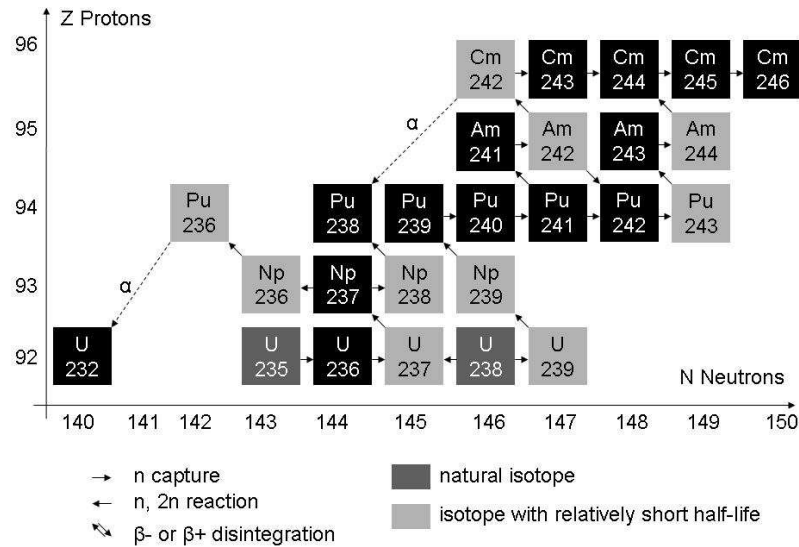 Z Protons
96
Cm Cm Cm Cm Cm
242 243 244 245 246
95
α
Am Am Am Am
241 242 243 244
94
Pu Pu Pu Pu Pu Pu Pu
236 238 239 240 241 242 243
93
α
Np Np Np Np
236 237 238 239
92
U U U U U U
232 235 236 237 238 239
N Neutrons
140 141 142 143 144 145 146 147 148 149 150
n capture
n, 2n reaction
β- or β+ disintegration
natural isotope
isotope with relatively short half-life